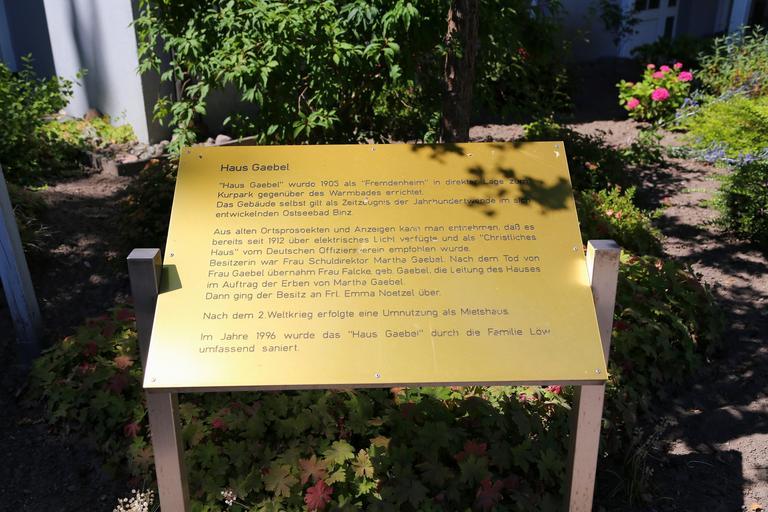 Haus Gaebel
"Haus Gaebel" wurde 1905 als "Fremdenheim" in direkter Lage zum
Kurpark gegenüber des Warmbades errichtet.
Das Gebäude selbst gilt als Zeitzeugnis der Jahrhundertwende im sich
entwickelnden Ostseebad Binz.
Aus alten Ortsprospekten und Anzeigen kann man entnehmen, daß es
bereits seit 1912 über elektrisches Licht verfügte und als "Christliches
Haus" vom Deutschen Offiziersverein empfohlen wurde.
Besitzerin war Frau Schuldirektor Martha Gaebel. Nach dem Tod von
Frau Gaebel übernahm Frau Falcke, geb. Gaebel, die Leitung des Hauses
im Auftrag der Erben von Martha Gaebel.
Dann ging der Besitz an Frl. Emma Noetzel über.
Nach dem 2.Weltkrieg erfolgte eine Umnutzung als Mietshaus.
Im Jahre 1996 wurde das "Haus Gaebel" durch die Familie Löw
umfassend saniert.